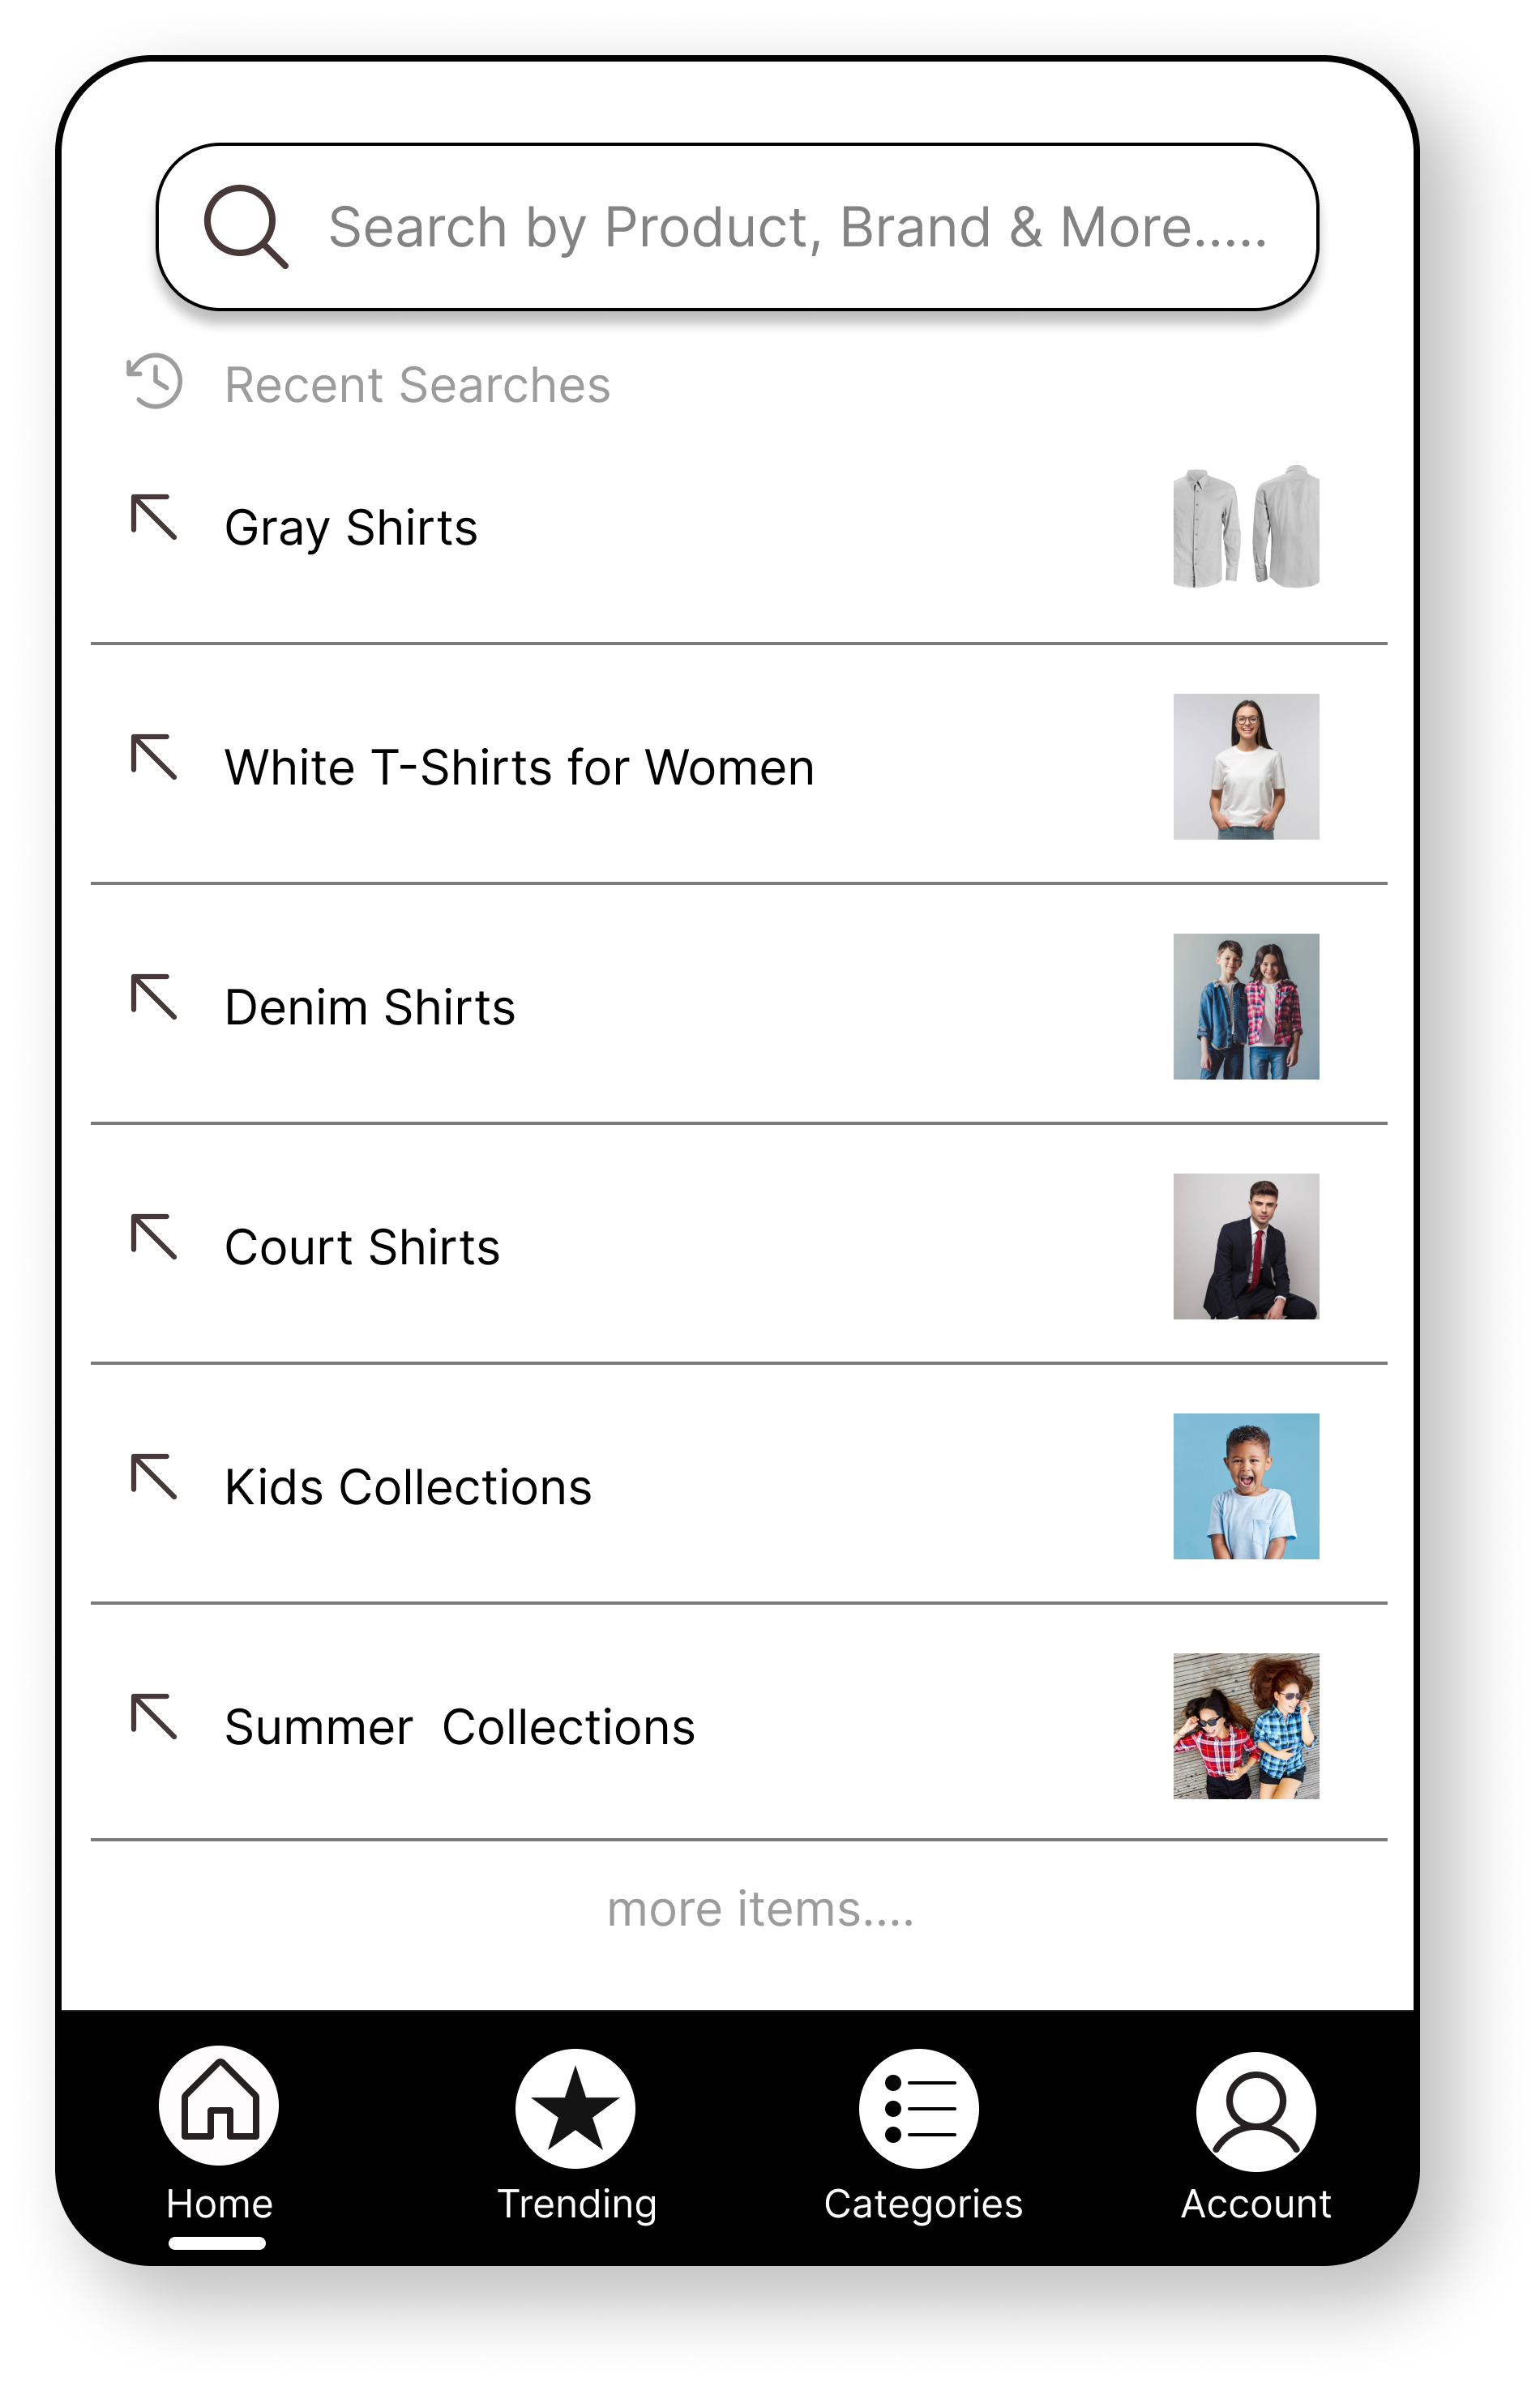 Search by Product, Brand & More.....
Recent Searches
Gray Shirts
White T-Shirts for Women
Denim Shirts
Court Shirts
Kids Collections
Summer  Collections
more items....
Home
Trending
Categories
Account